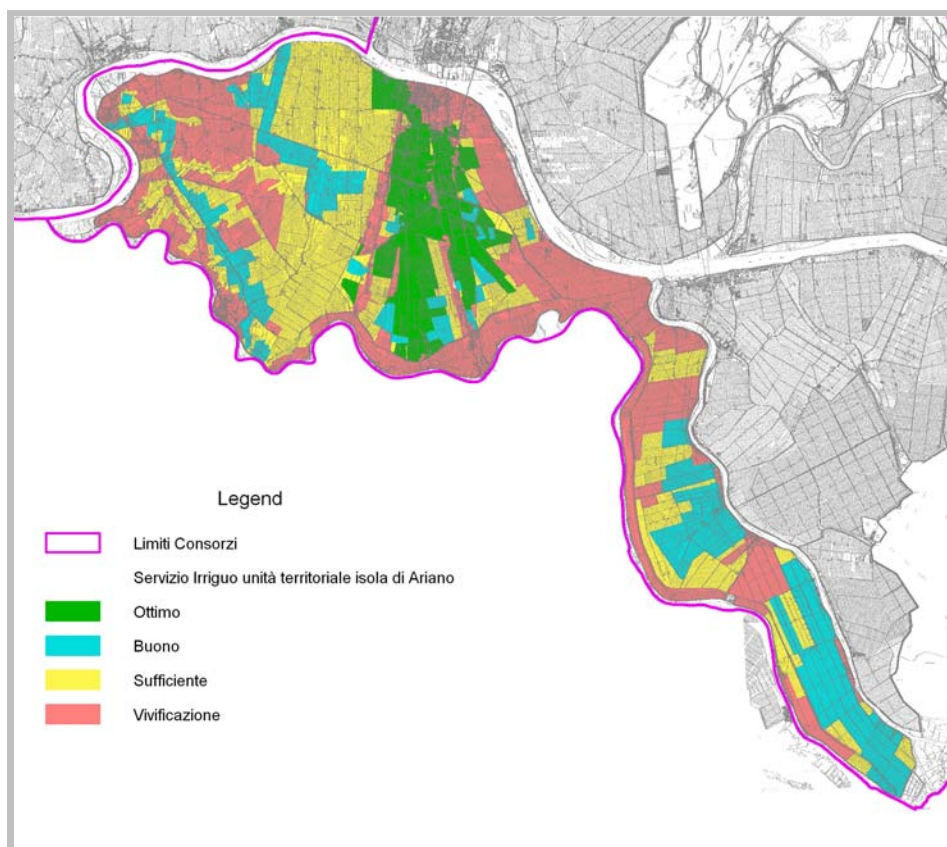 Legend
Limiti Consorzi
Servizio Irriguo unità territoriale isola di Ariano
Ottimo
Buono
Sufficiente
Vivificazione